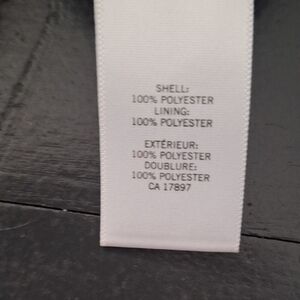 SHELL:
100% POLYESTER
LINING:
100% POLYESTER
EXTÉRIEUR:
100% POLYESTER
DOUBLURE:
100% POLYESTER
CA 17897